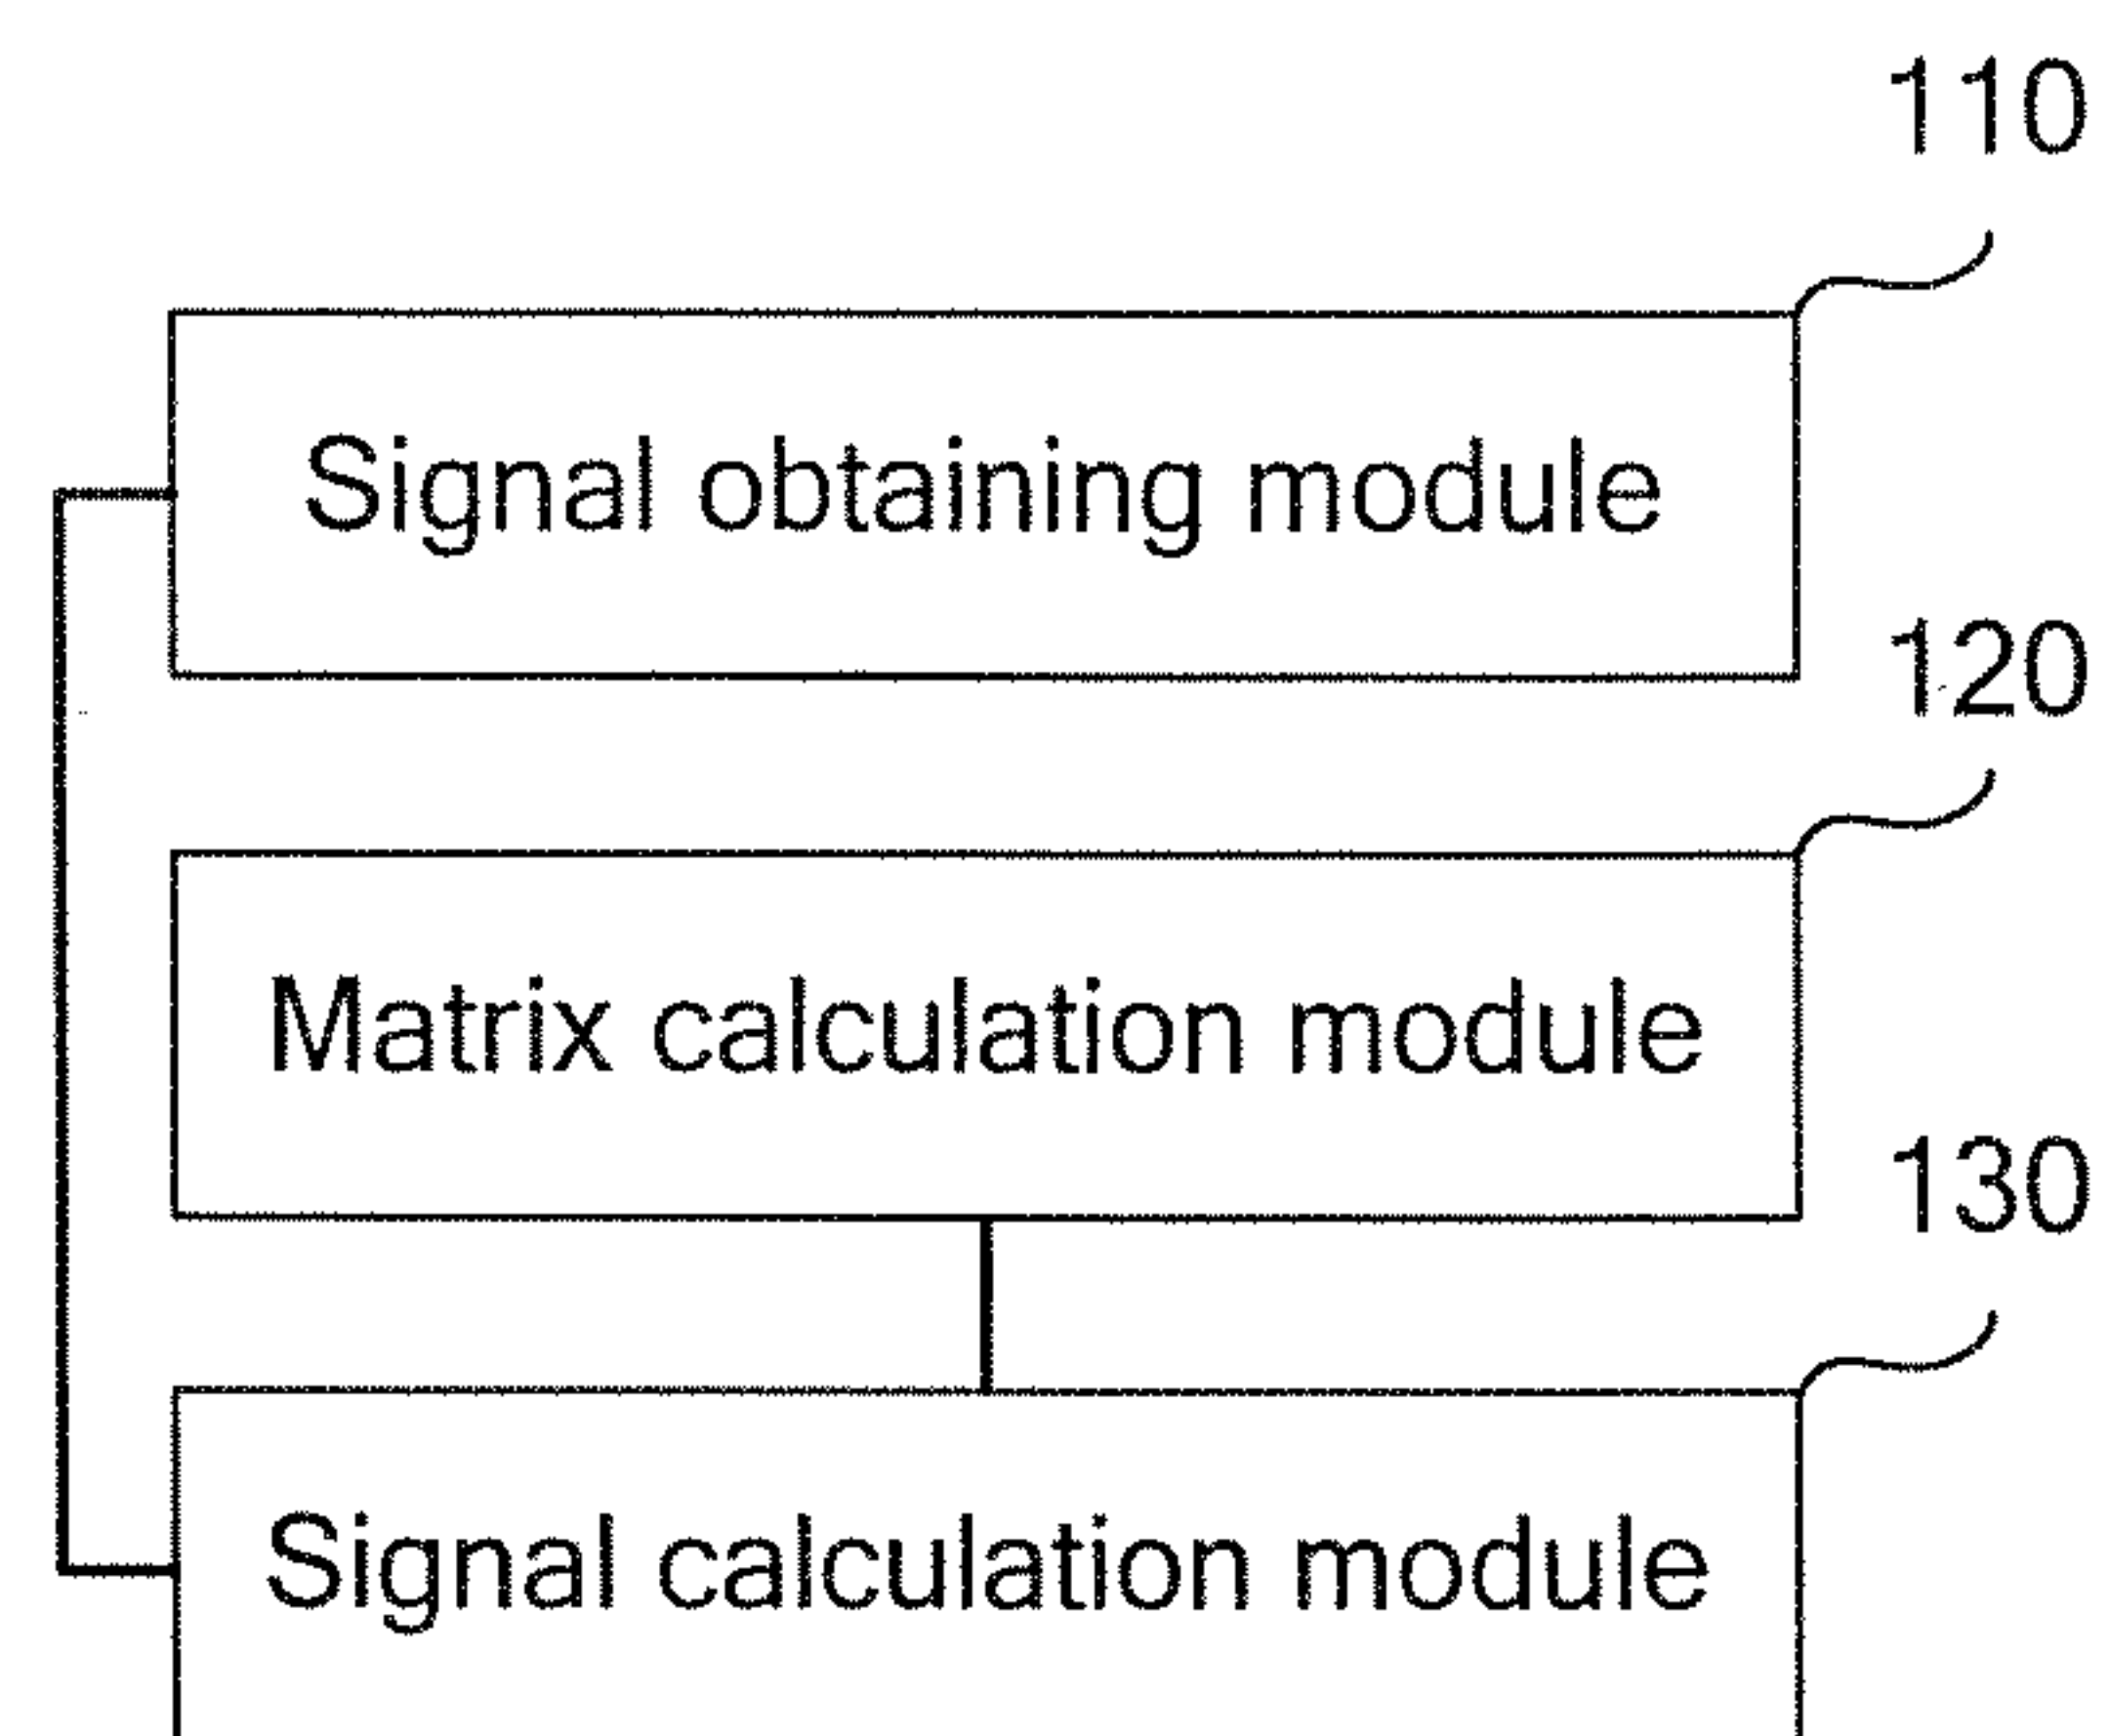 110
Signal obtaining module
120
Matrix calculation module
130
Signal calculation module